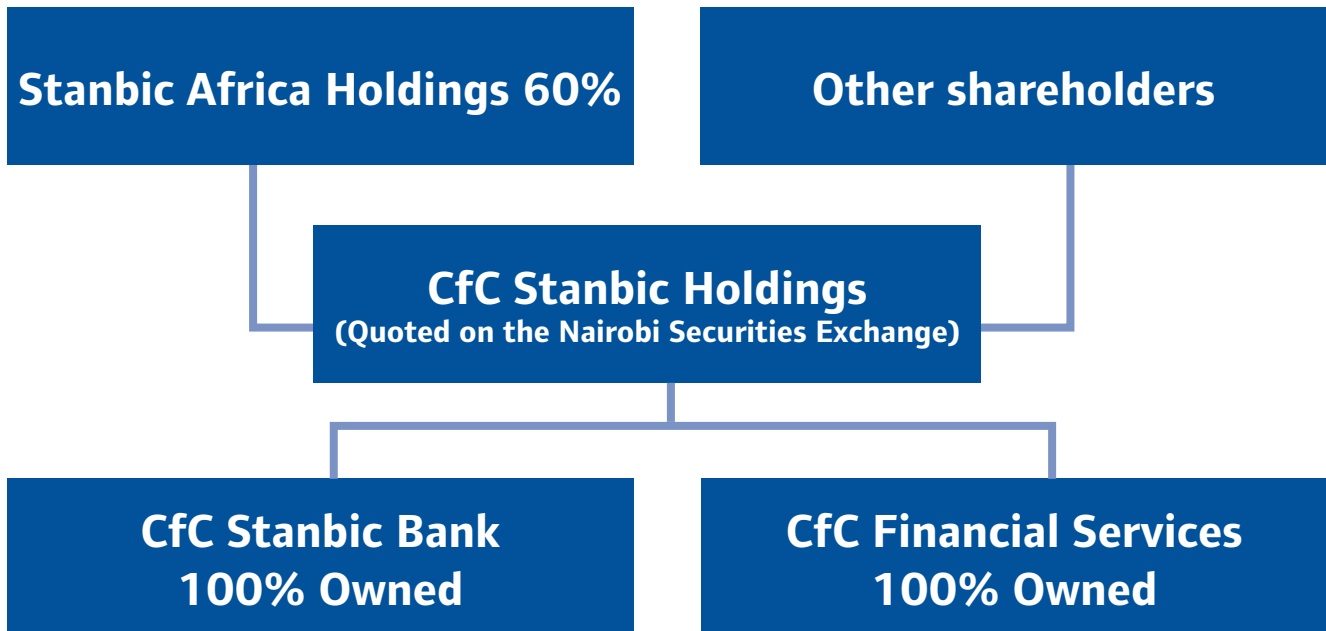 Stanbic Africa Holdings 60%
Other shareholders
CfC Stanbic Holdings
(Quoted on the Nairobi Securities Exchange)
CfC Stanbic Bank
100% Owned
CfC Financial Services
100% Owned